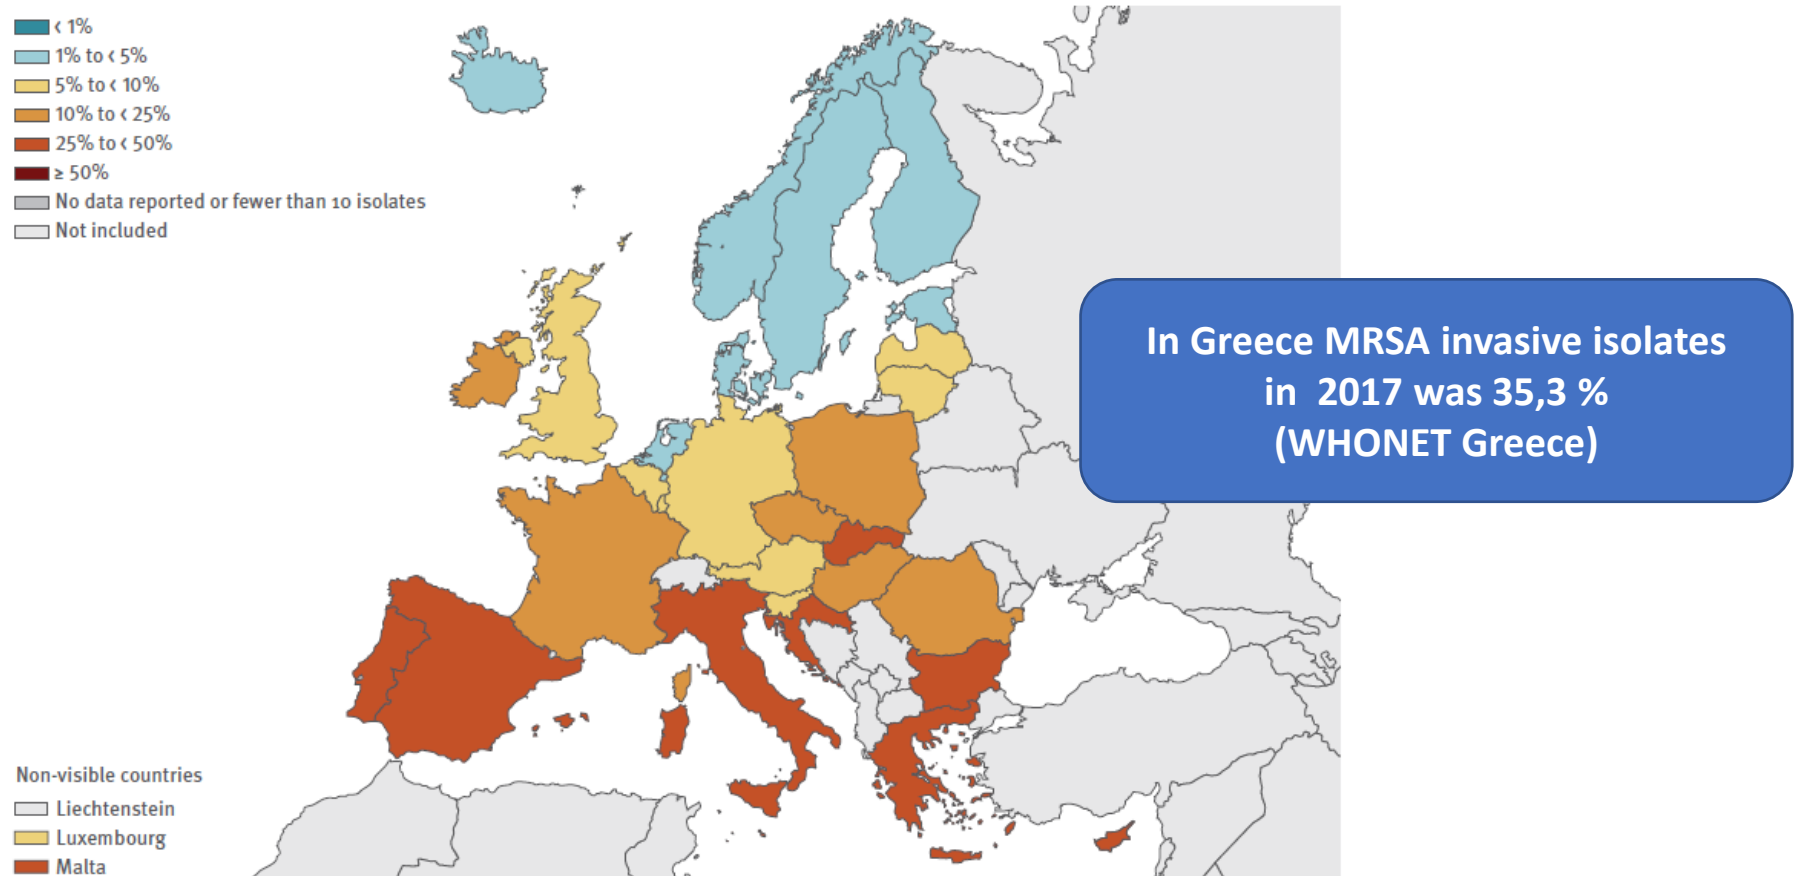 < 1%
1% to < 5%
5% to < 10%
10% to < 25%
25% to < 50%
≥ 50%
No data reported or fewer than 10 isolates
Not included
In Greece MRSA invasive isolates
in 2017 was 35,3 %
(WHONET Greece)
Non-visible countries
Liechtenstein
Luxembourg
Malta